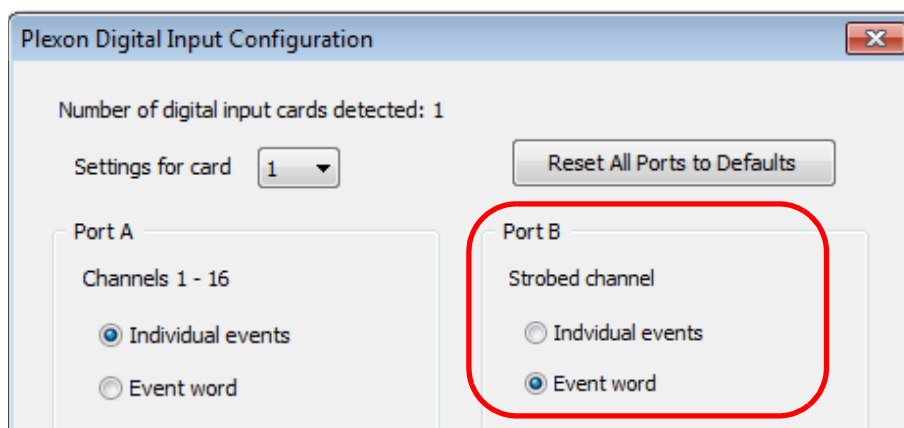 Plexon Digital Input Configuration
Number of digital input cards detected: 1
Settings for card 1 Reset All Ports to Defaults
Port A Port B
Channels 1 - 16 Strobed channel
Individual events Indvidual events
Event word Event word